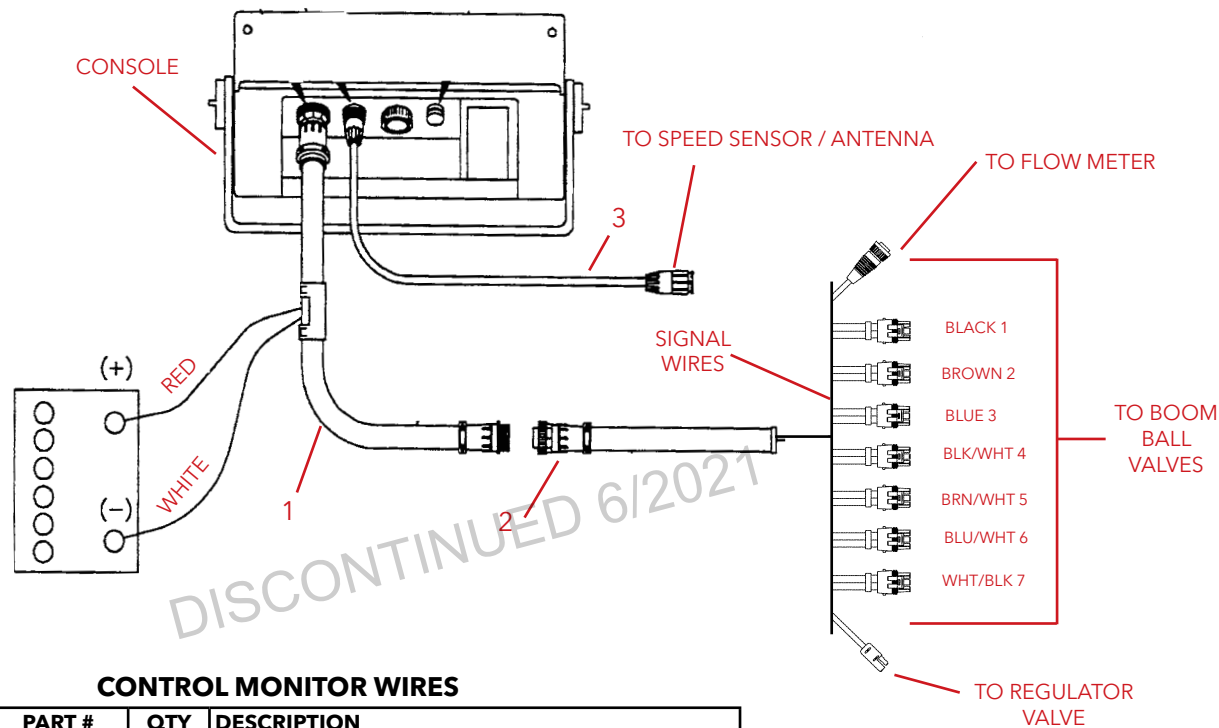 CONSOLE
TO SPEED SENSOR / ANTENNA
TO FLOW METER
3
BLACK 1
SIGNAL
WIRES
BROWN 2
(+)
RED
BLUE 3
TO BOOM
BALL
VALVES
BLK/WHT 4
WHITE
BRN/WHT 5
(-)
1
2
BLU/WHT 6
WHT/BLK 7
DISCONTINUED 6/2021
TO REGULATOR
VALVE
CONTROL MONITOR WIRES
PART # QTY DESCRIPTION